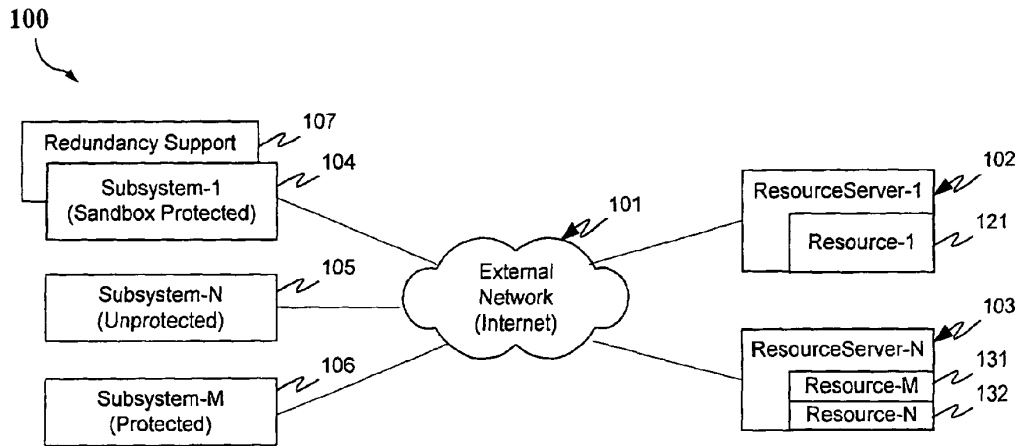 100
Redundancy Support
107
Subsystem-1
(Sandbox Protected)
104
Subsystem-N
(Unprotected)
105
Subsystem-M
(Protected)
106
External
Network
(Internet)
101
ResourceServer-1
102
Resource-1
121
ResourceServer-N
103
Resource-M
131
Resource-N
132